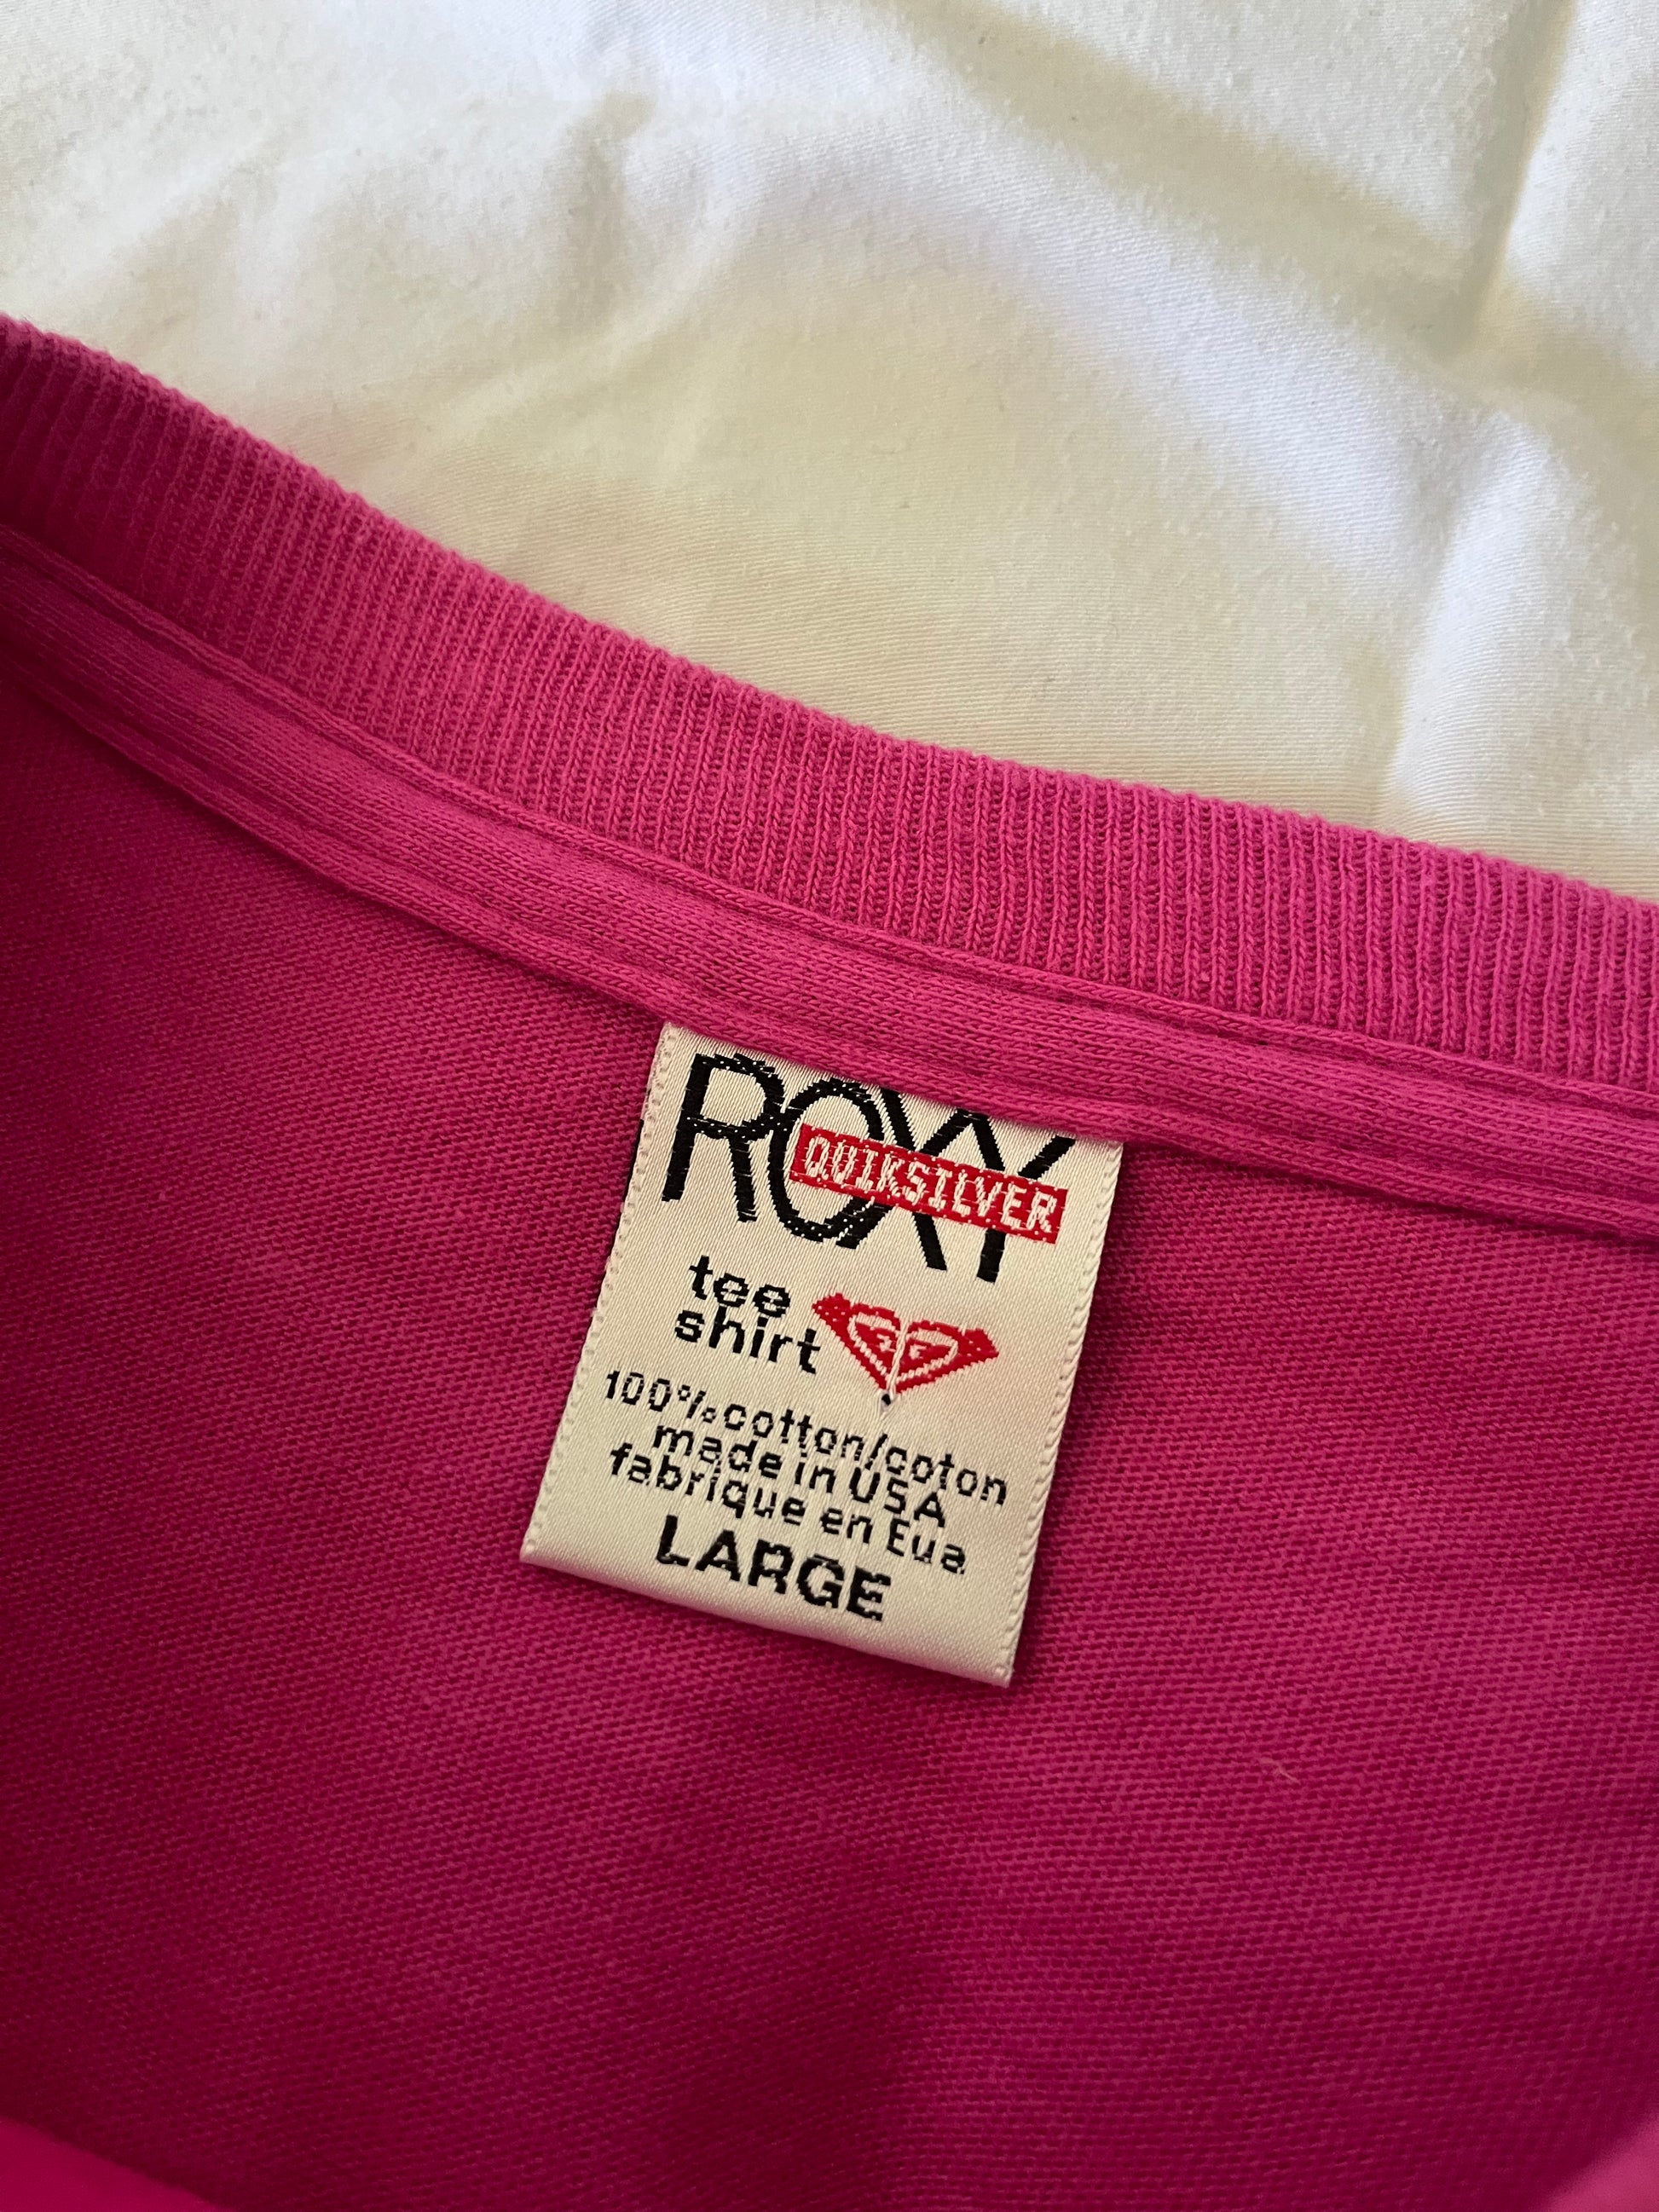 ROXY
QUIKSILVER
tee
shirt
100% cotton/coton
made in USA
fabrique en Eua
LARGE